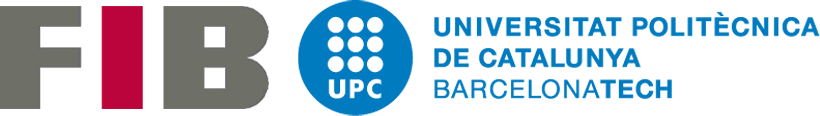 FIB
UPC
UNIVERSITAT POLITÈCNICA
DE CATALUNYA
BARCELONATECH